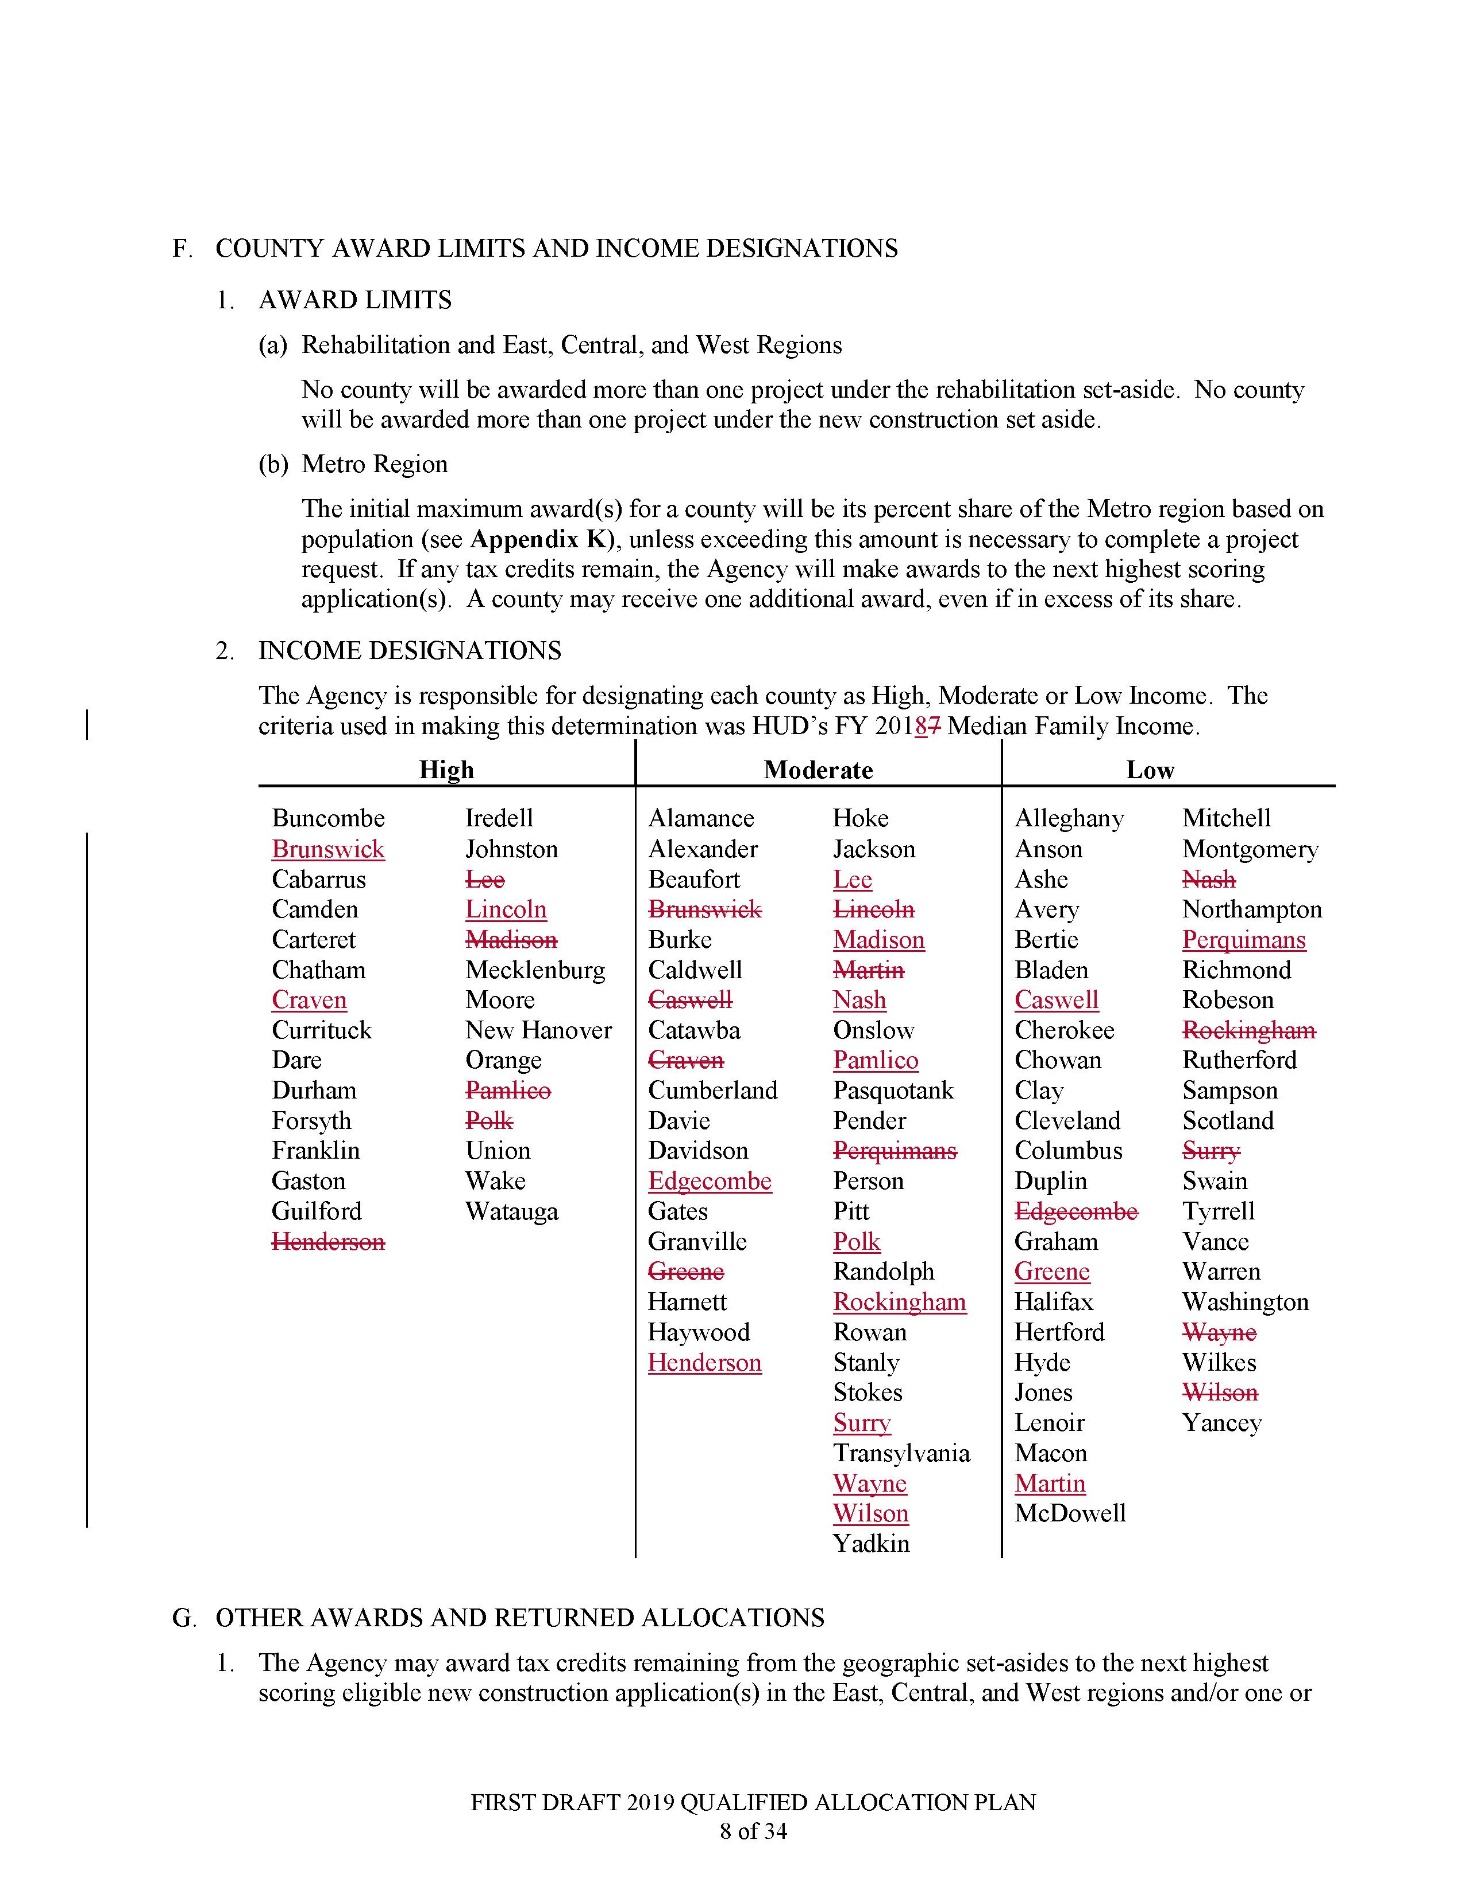 F. COUNTY AWARD LIMITS AND INCOME DESIGNATIONS
1. AWARD LIMITS
(a) Rehabilitation and East, Central, and West Regions
No county will be awarded more than one project under the rehabilitation set-aside. No county
will be awarded more than one project under the new construction set aside.
(b) Metro Region
The initial maximum award(s) for a county will be its percent share of the Metro region based on
population (see Appendix K), unless exceeding this amount is necessary to complete a project
request. If any tax credits remain, the Agency will make awards to the next highest scoring
application(s). A county may receive one additional award, even if in excess of its share.
2. INCOME DESIGNATIONS
The Agency is responsible for designating each county as High, Moderate or Low Income. The
criteria used in making this determination was HUD’s FY 20187 Median Family Income.
High Moderate Low
Buncombe Iredell Alamance Hoke Alleghany Mitchell
Brunswick Johnston Alexander Jackson Anson Montgomery
Cabarrus Lee Beaufort Lee Ashe Nash
Camden Lincoln Brunswick Lincoln Avery Northampton
Carteret Madison Burke Madison Bertie Perquimans
Chatham Mecklenburg Caldwell Martin Bladen Richmond
Craven Moore Caswell Nash Caswell Robeson
Currituck New Hanover Catawba Onslow Cherokee Rockingham
Dare Orange Craven Pamlico Chowan Rutherford
Durham Pamlico Cumberland Pasquotank Clay Sampson
Forsyth Polk Davie Pender Cleveland Scotland
Franklin Union Davidson Perquimans Columbus Surry
Gaston Wake Edgecombe Person Duplin Swain
Guilford Watauga Gates Pitt Edgecombe Tyrrell
Henderson Granville Polk Graham Vance
Greene Randolph Greene Warren
Harnett Rockingham Halifax Washington
Haywood Rowan Hertford Wayne
Henderson Stanly Hyde Wilkes
Stokes Jones Wilson
Surry Lenoir Yancey
Transylvania Macon
Wayne Martin
Wilson McDowell
Yadkin
G. OTHER AWARDS AND RETURNED ALLOCATIONS
1. The Agency may award tax credits remaining from the geographic set-asides to the next highest
scoring eligible new construction application(s) in the East, Central, and West regions and/or one or
FIRST DRAFT 2019 QUALIFIED ALLOCATION PLAN
8 of 34